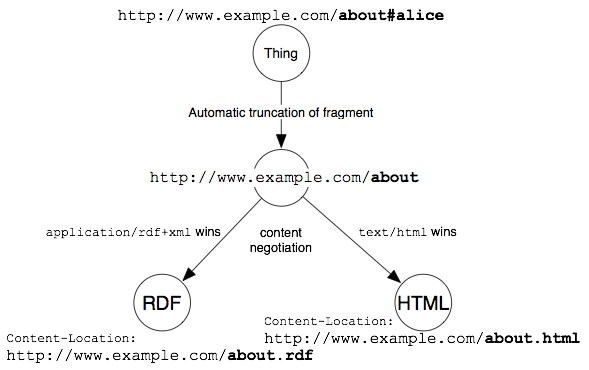 http://www.example.com/about#alice
Thing
Automatic truncation of fragment
http://www.example.com/about
application/rdf+xml wins
content
negotiation
text/html wins
RDF
HTML
Content-Location:
http://www.example.com/about.rdf
Content-Location:
http://www.example.com/about.html